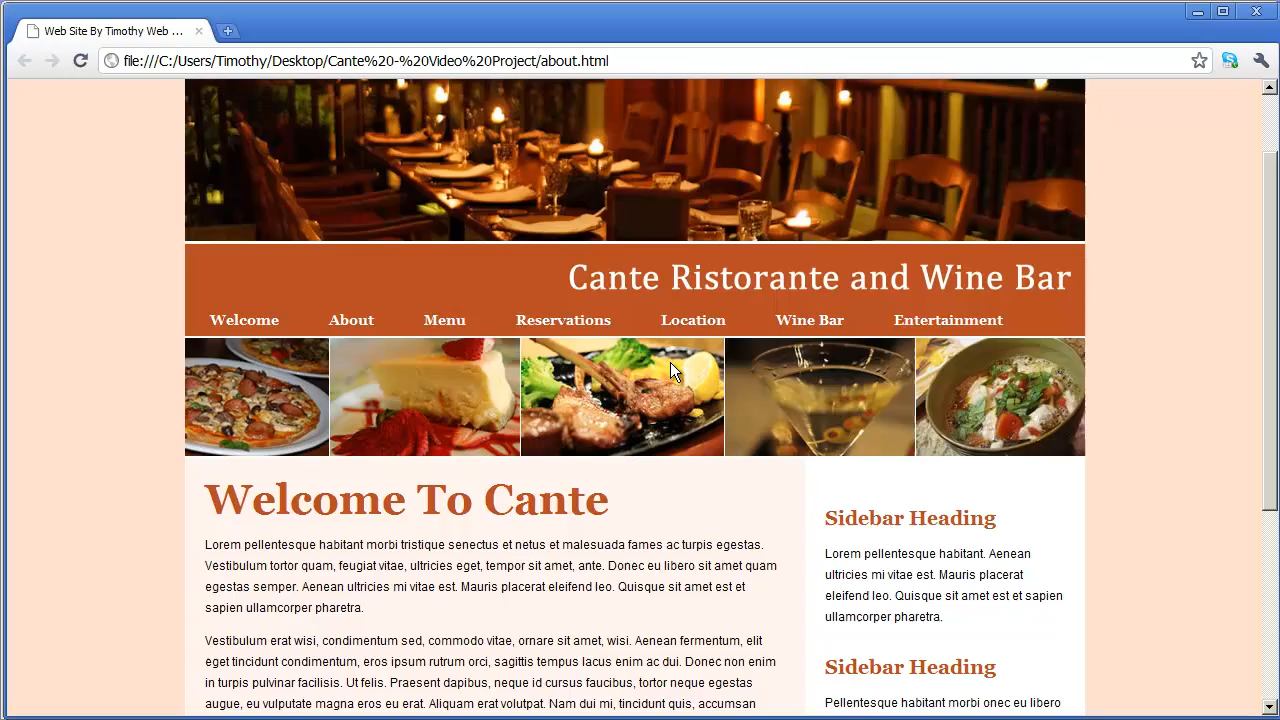 Web Site By Timothy Web ...
file:///C:/Users/Timothy/Desktop/Cante%20-%20Video%20Project/about.html
Cante Ristorante and Wine Bar
Welcome About Menu Reservations Location Wine Bar Entertainment
Welcome To Cante
Lorem pellentesque habitant morbi tristique senectus et netus et malesuada fames ac turpis egestas.
Vestibulum tortor quam, feugiat vitae, ultricies eget, tempor sit amet, ante. Donec eu libero sit amet quam
egestas semper. Aenean ultricies mi vitae est. Mauris placerat eleifend leo. Quisque sit amet est et
sapien ullamcorper pharetra.
Vestibulum erat wisi, condimentum sed, commodo vitae, ornare sit amet, wisi. Aenean fermentum, elit
eget tincidunt condimentum, eros ipsum rutrum orci, sagittis tempus lacus enim ac dui. Donec non enim
in turpis pulvinar facilisis. Ut felis. Praesent dapibus, neque id cursus faucibus, tortor neque egestas
augue, eu vulputate magna eros eu erat. Aliquam erat volutpat. Nam dui mi, tincidunt quis, accumsan
Sidebar Heading
Lorem pellentesque habitant. Aenean
ultricies mi vitae est. Mauris placerat
eleifend leo. Quisque sit amet est et sapien
ullamcorper pharetra.
Sidebar Heading
Pellentesque habitant morbi onec eu libero